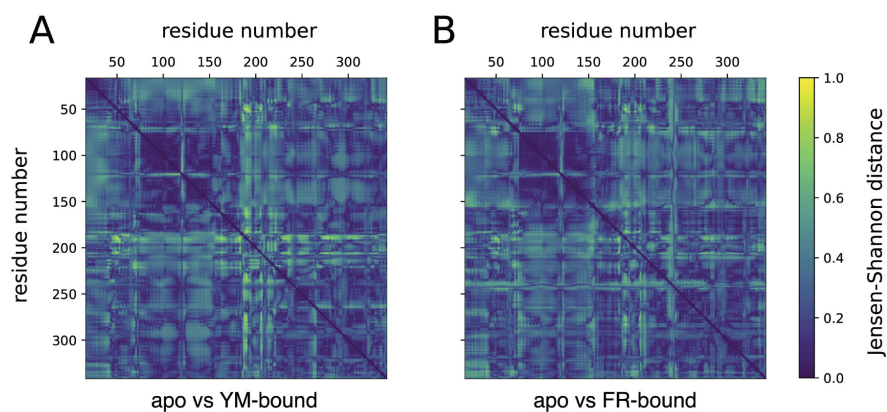 A
residue number
50 100 150 200 250 300
residue number
50
100
150
200
250
300
apo vs YM-bound
B
residue number
50 100 150 200 250 300
apo vs FR-bound
1.0
0.8
0.6
0.4
0.2
0.0
Jensen-Shannon distance